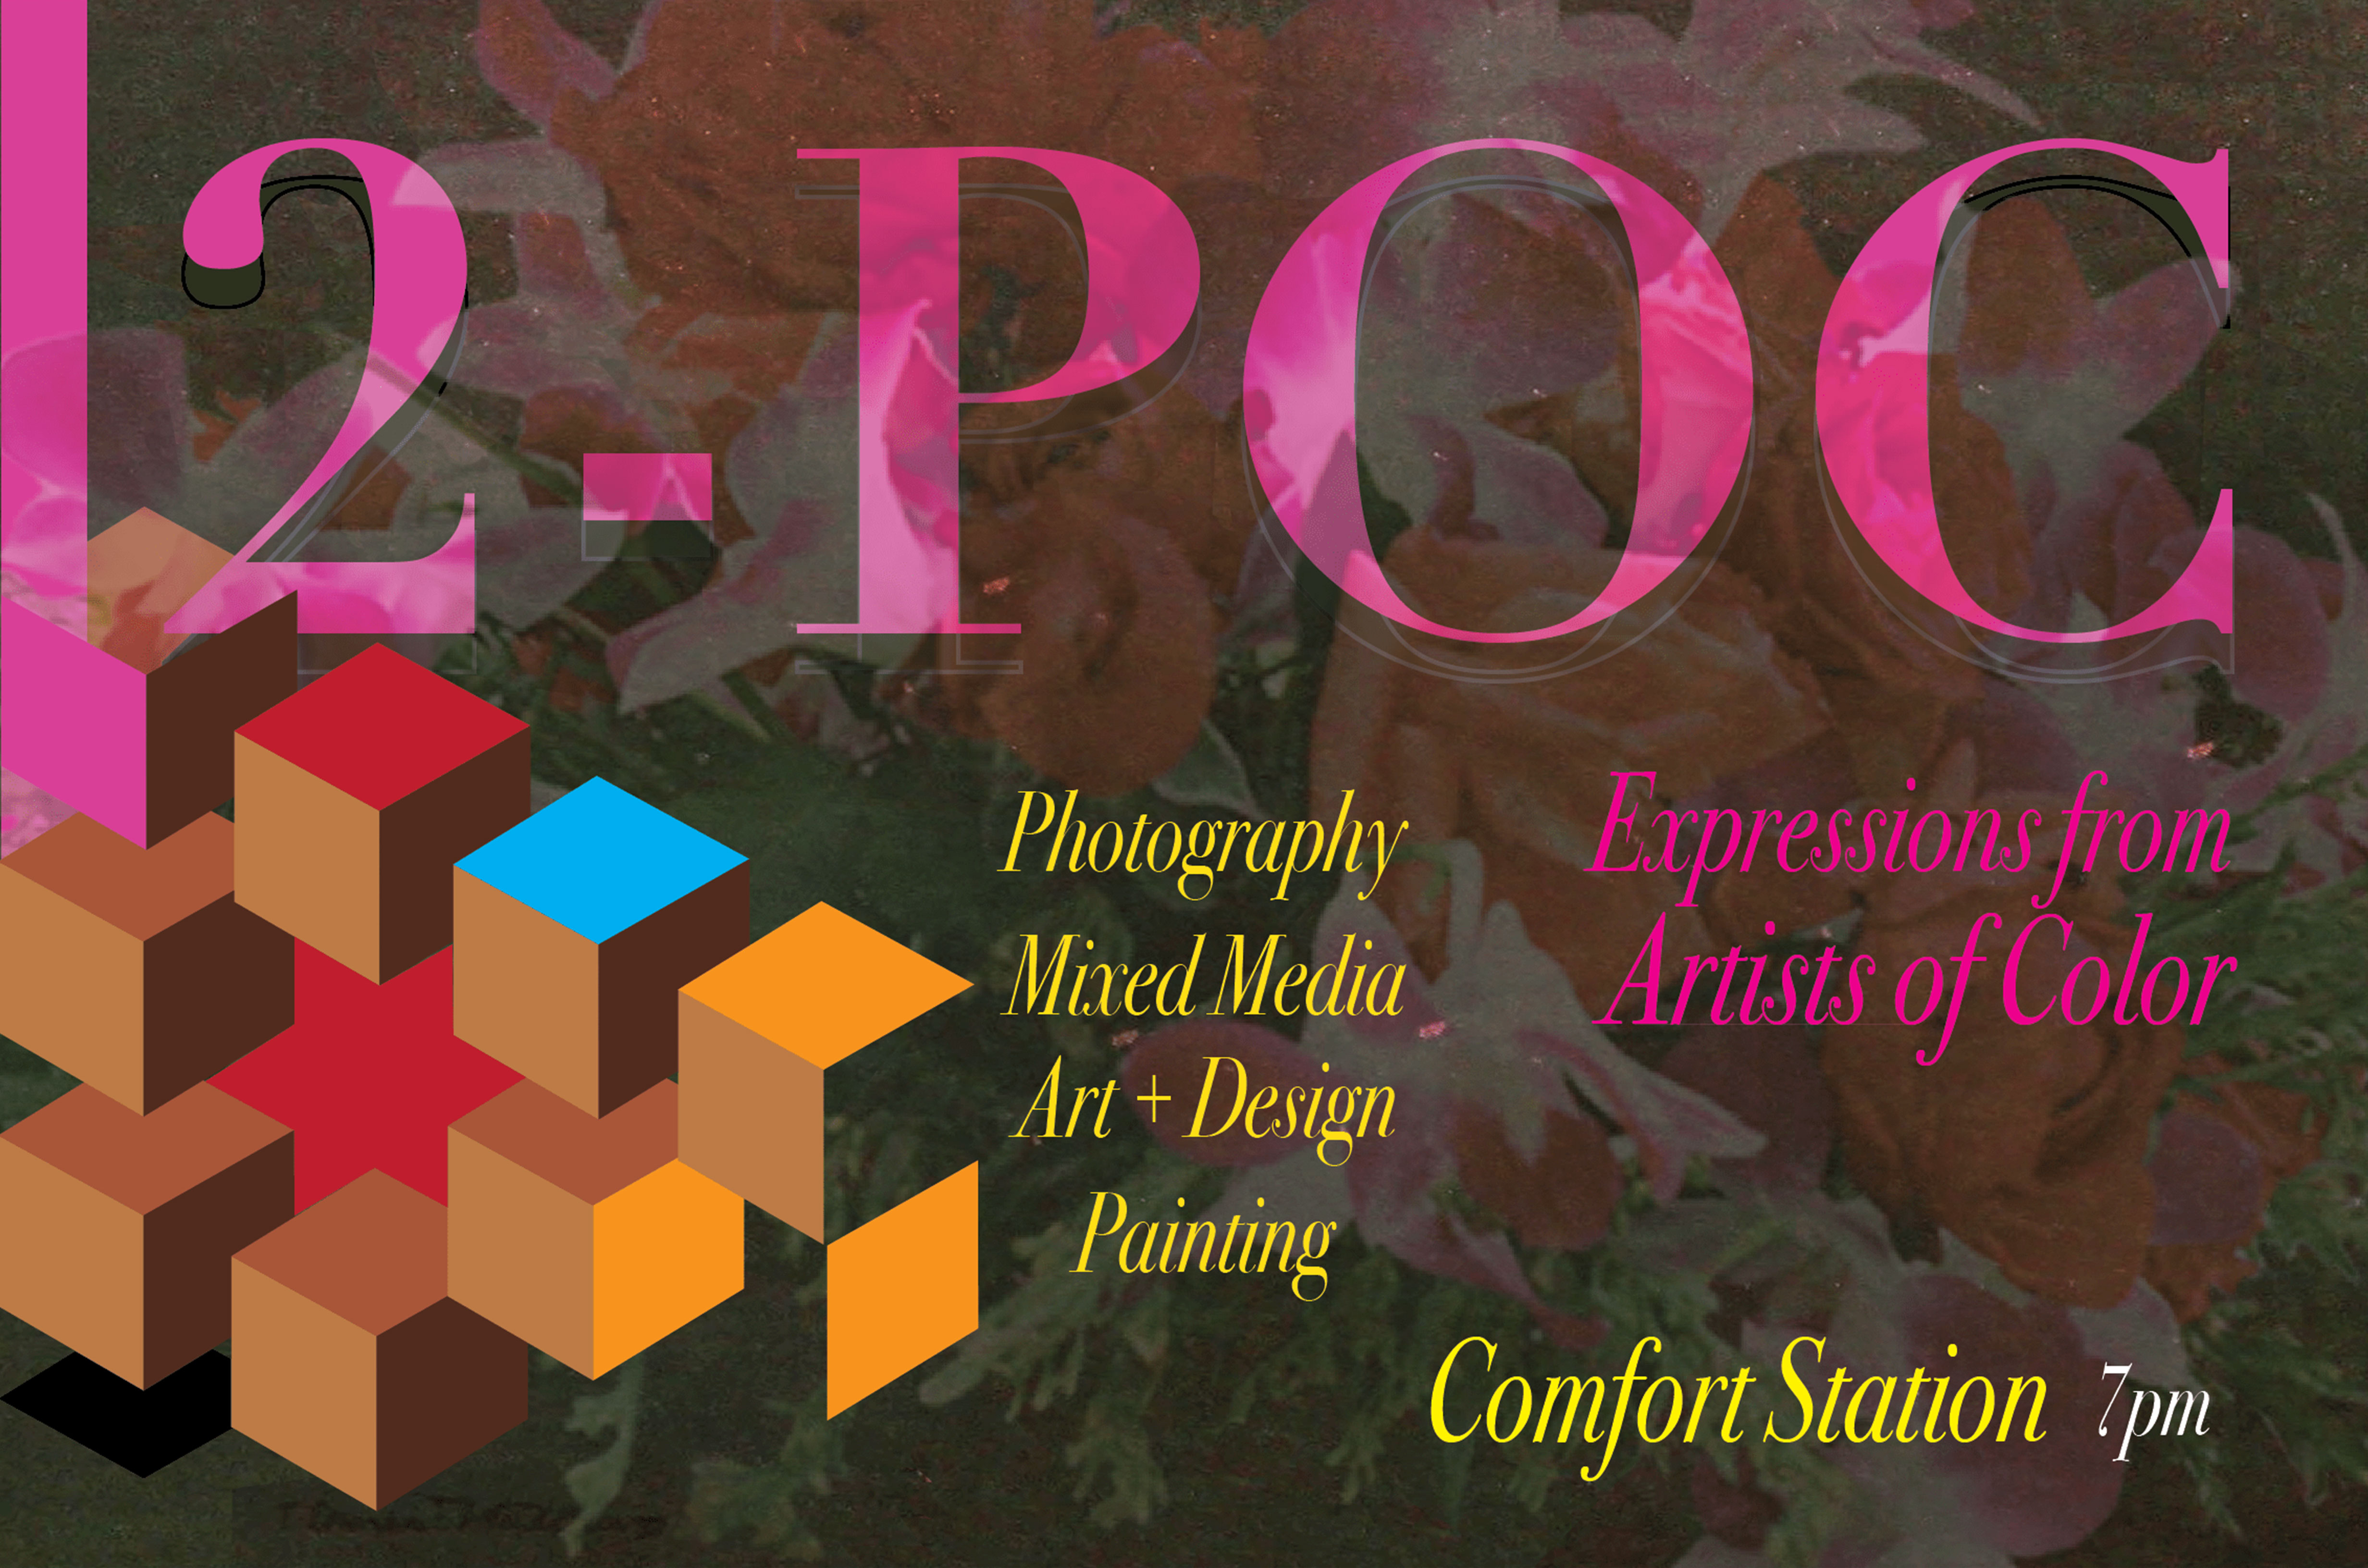 2-POC
Photography
Mixed Media
Art + Design
Painting
Expressions from
Artists of Color
Comfort Station 7pm